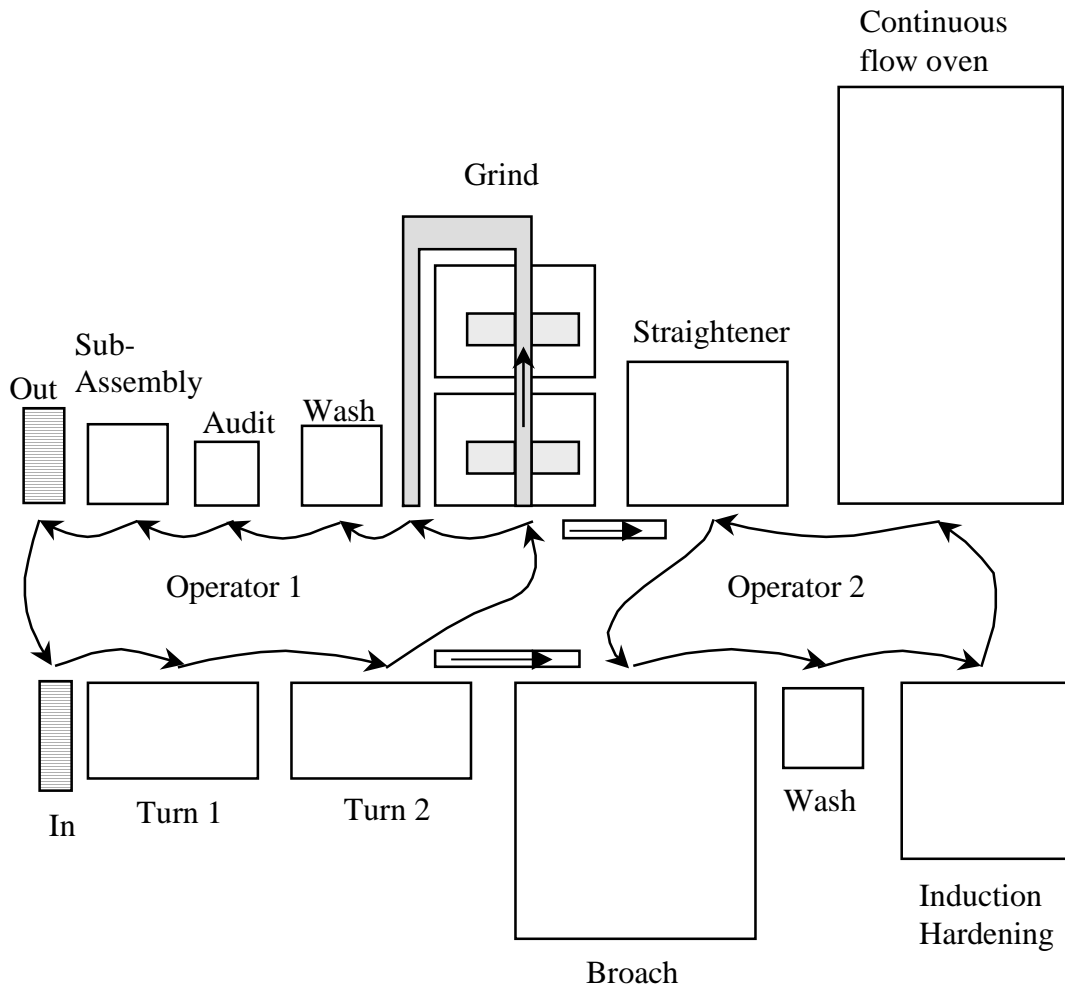 Continuous
flow oven
Grind
Straightener
Sub-
Assembly
Out
Audit
Wash
Operator 1
Operator 2
In
Turn 1
Turn 2
Wash
Induction
Hardening
Broach